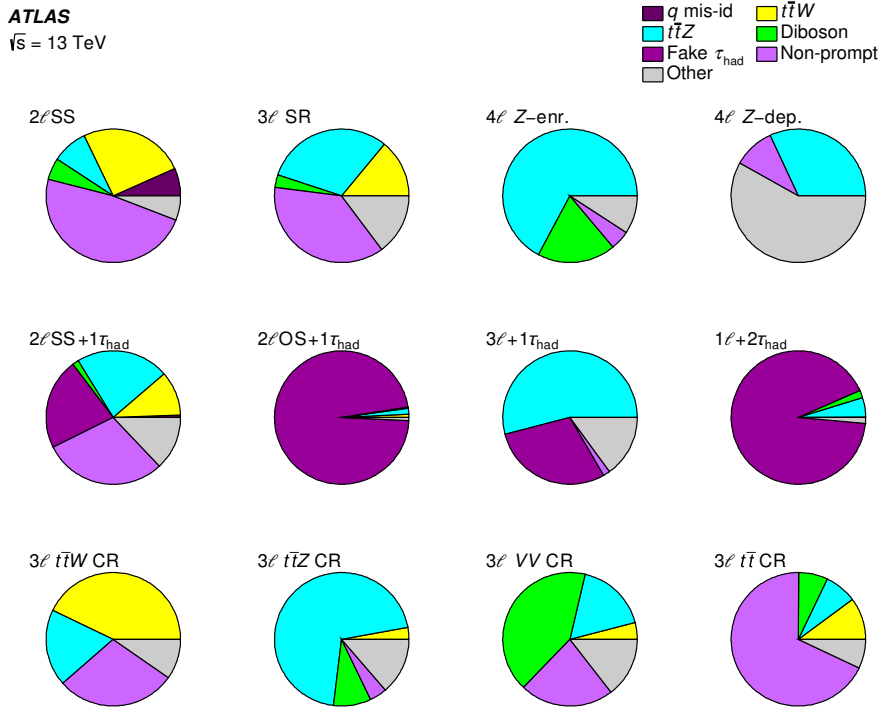 ATLAS
√s = 13 TeV
q mis-id
tt̄W
tt̄Z
Diboson
Fake τhad
Non-prompt
Other
2ℓSS
3ℓ SR
4ℓ Z−enr.
4ℓ Z−dep.
2ℓSS+1τhad
2ℓOS+1τhad
3ℓ+1τhad
1ℓ+2τhad
3ℓ tt̄W CR
3ℓ tt̄Z CR
3ℓ VV CR
3ℓ tt̄ CR